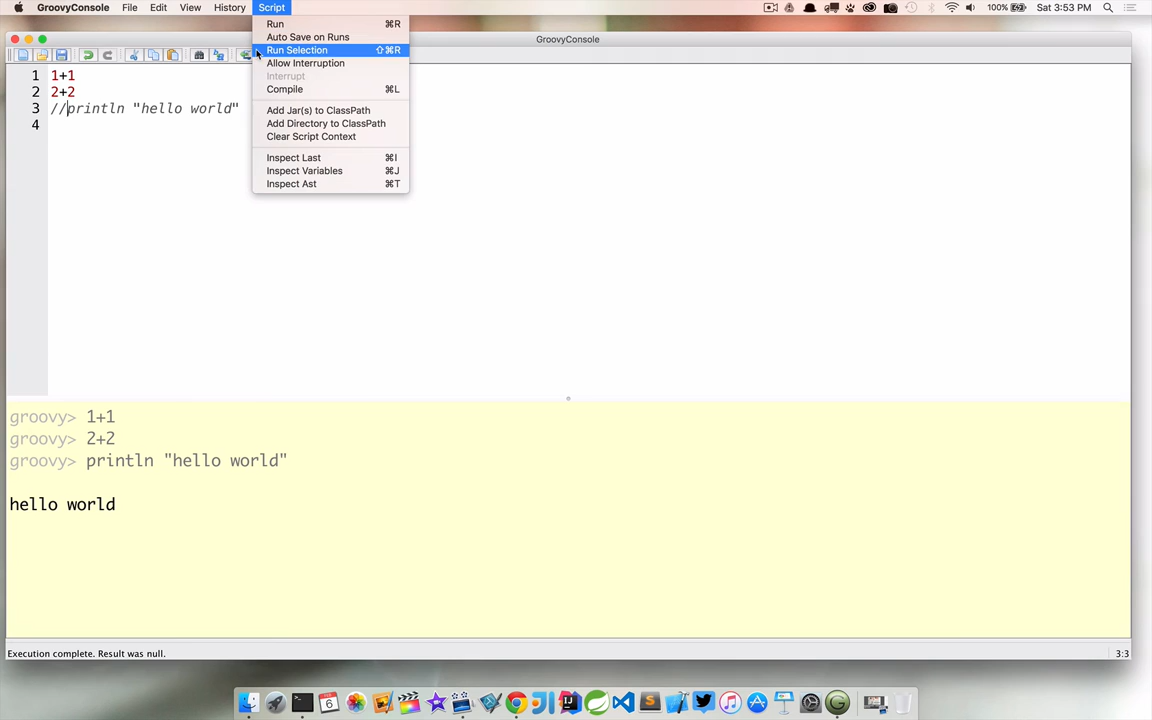 GroovyConsole File Edit View History Script 100% Sat 3:53 PM
Run ⌘R
Auto Save on Runs
Run Selection ⇧⌘R
Allow Interruption
Interrupt
Compile ⌘L
Add Jar(s) to ClassPath
Add Directory to ClassPath
Clear Script Context
Inspect Last ⌘I
Inspect Variables ⌘J
Inspect Ast ⌘T
GroovyConsole
1 1+1
2 2+2
3 //println "hello world"
4
groovy> 1+1
groovy> 2+2
groovy> println "hello world"
hello world
Execution complete. Result was null. 3:3